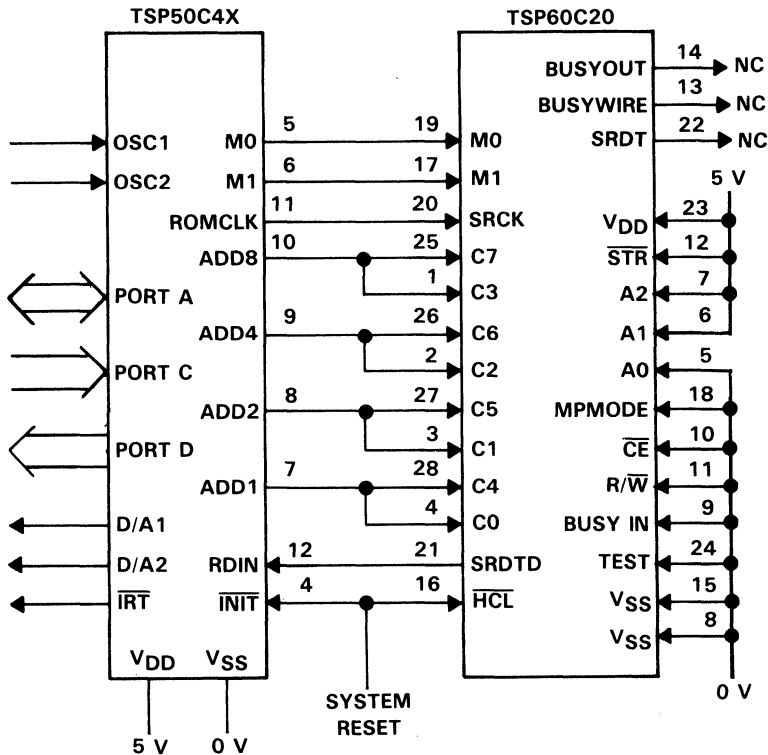 TSP50C4X TSP60C20
BUSYOUT 14 NC
BUSYWIRE 13 NC
SRDT 22 NC
OSC1 M0 5 19 M0
OSC2 M1 6 17 M1
5 V
ROMCLK 11 20 SRCK VDD 23
ADD8 10 25 C7 STR 12
PORT A 1 C3 A2 7
ADD4 9 26 C6 A1 6
PORT C 2 C2 A0 5
ADD2 8 27 C5 MPMODE 18
PORT D 3 C1 CE 10
ADD1 7 28 C4 R/W 11
D/A1 4 C0 BUSY IN 9
D/A2 RDIN 12 21 SRDTD TEST 24
IRT INIT 4 16 HCL VSS 15
VSS 8
VDD VSS
5 V 0 V
SYSTEM
RESET
0 V